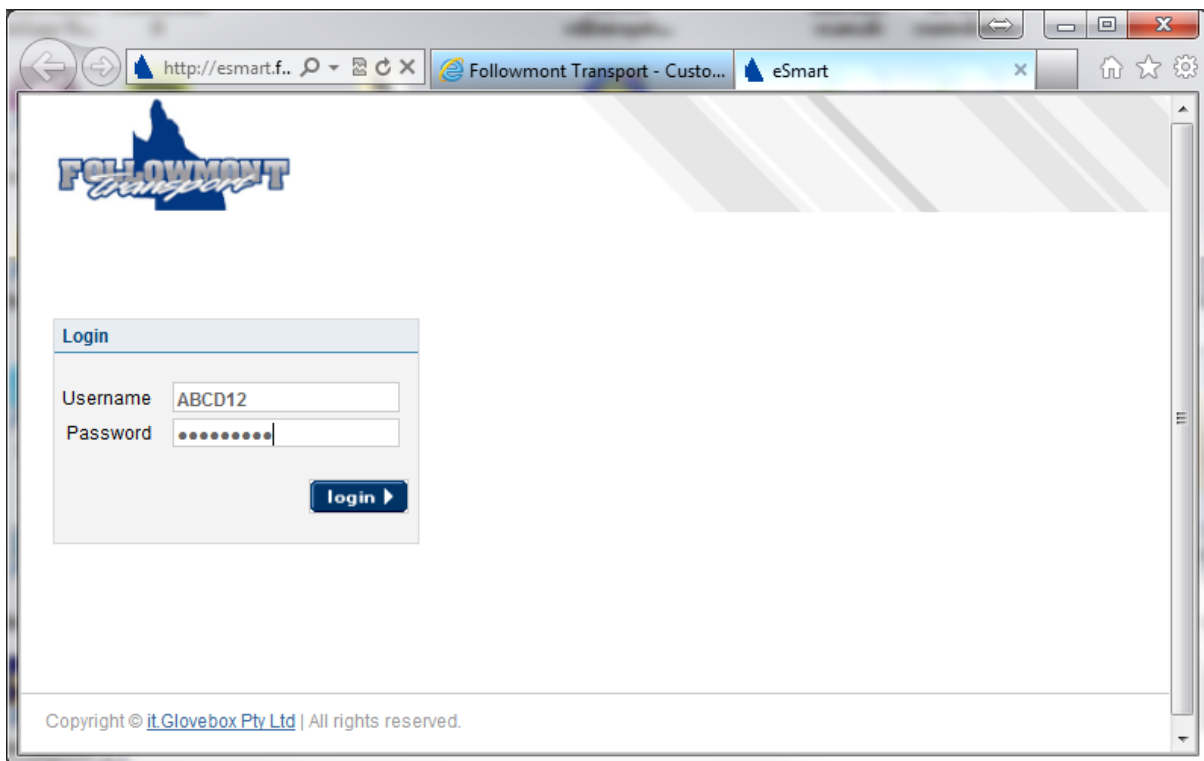 http://esmart.f..
Followmont Transport - Custo...
eSmart
FOLLOWMONT
Transport
Login
Username ABCD12
Password •••••••••
login
Copyright © it.Glovebox Pty Ltd | All rights reserved.